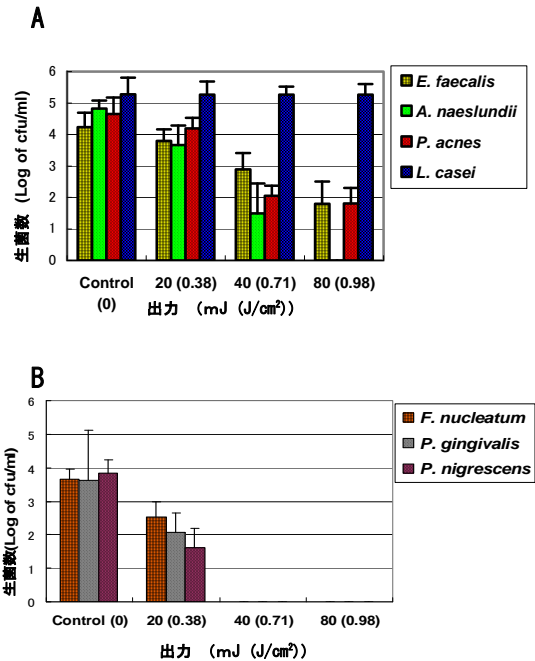 A
6
5
4
3
2
1
0
生菌数 (Log of cfu/ml)
Control
(0)
20 (0.38)
40 (0.71)
80 (0.98)
出力 (mJ (J/cm²))
E. faecalis
A. naeslundii
P. acnes
L. casei
B
6
5
4
3
2
1
0
生菌数(Log of cfu/ml)
Control (0)
20 (0.38)
40 (0.71)
80 (0.98)
出力 (mJ (J/cm²))
F. nucleatum
P. gingivalis
P. nigrescens